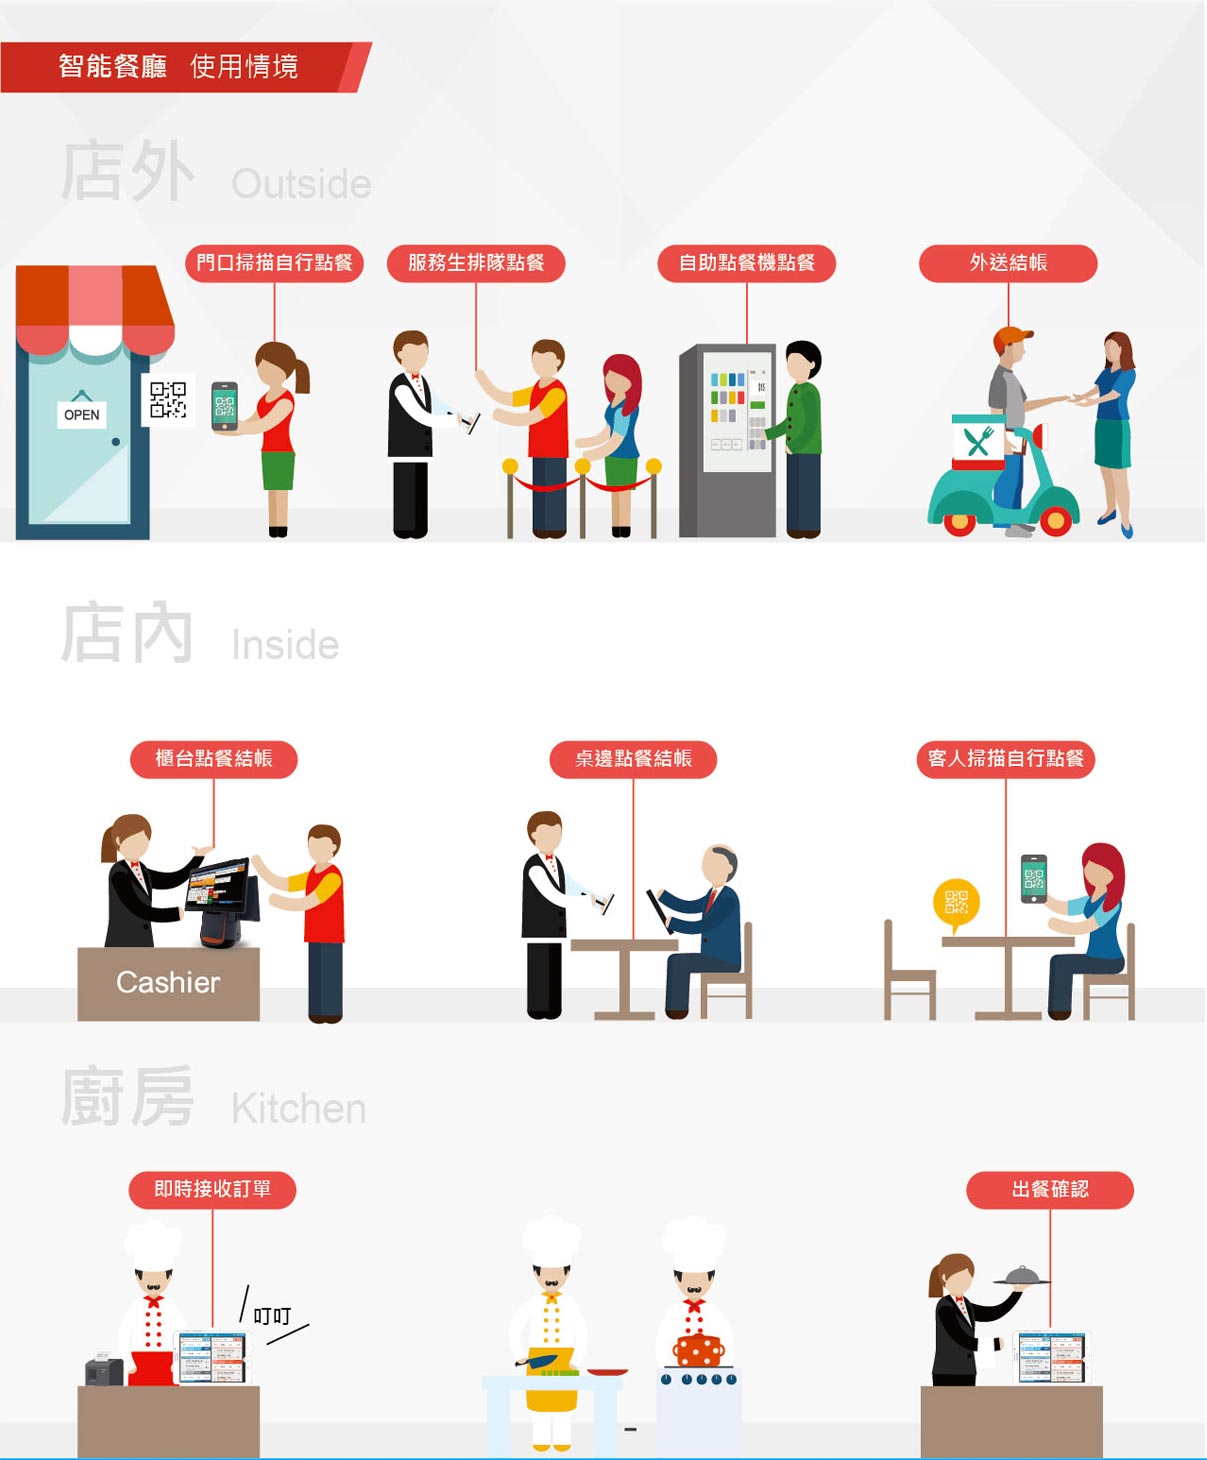 智能餐廳 使用情境
店外 Outside
門口掃描自行點餐
服務生排隊點餐
自助點餐機點餐
外送結帳
OPEN
$15
店內 Inside
櫃台點餐結帳
桌邊點餐結帳
客人掃描自行點餐
Cashier
廚房 Kitchen
即時接收訂單
出餐確認
叮叮